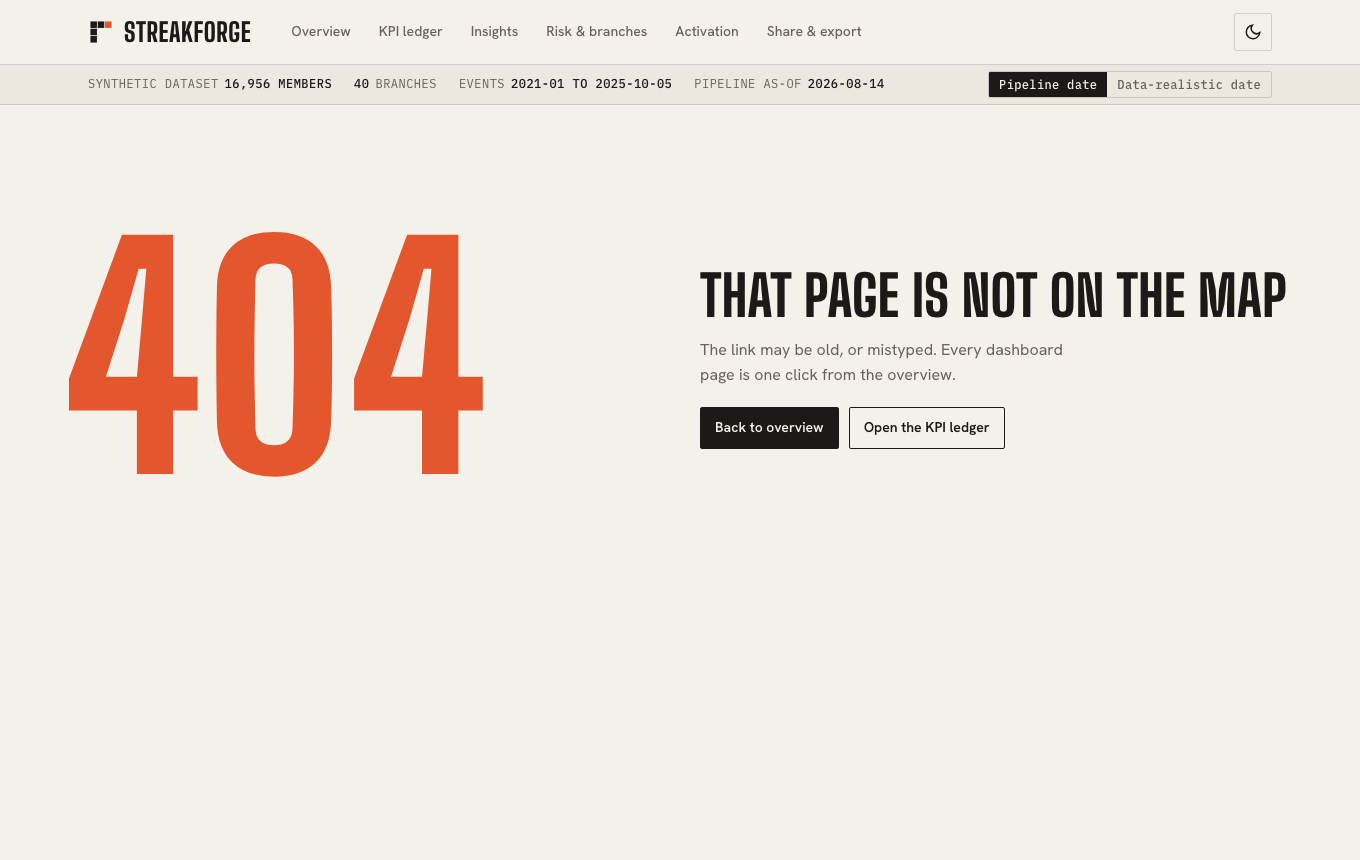 STREAKFORGE Overview KPI ledger Insights Risk & branches Activation Share & export
SYNTHETIC DATASET 16,956 MEMBERS 40 BRANCHES EVENTS 2021-01 TO 2025-10-05 PIPELINE AS-OF 2026-08-14 Pipeline date Data-realistic date
404
THAT PAGE IS NOT ON THE MAP
The link may be old, or mistyped. Every dashboard
page is one click from the overview.
Back to overview Open the KPI ledger